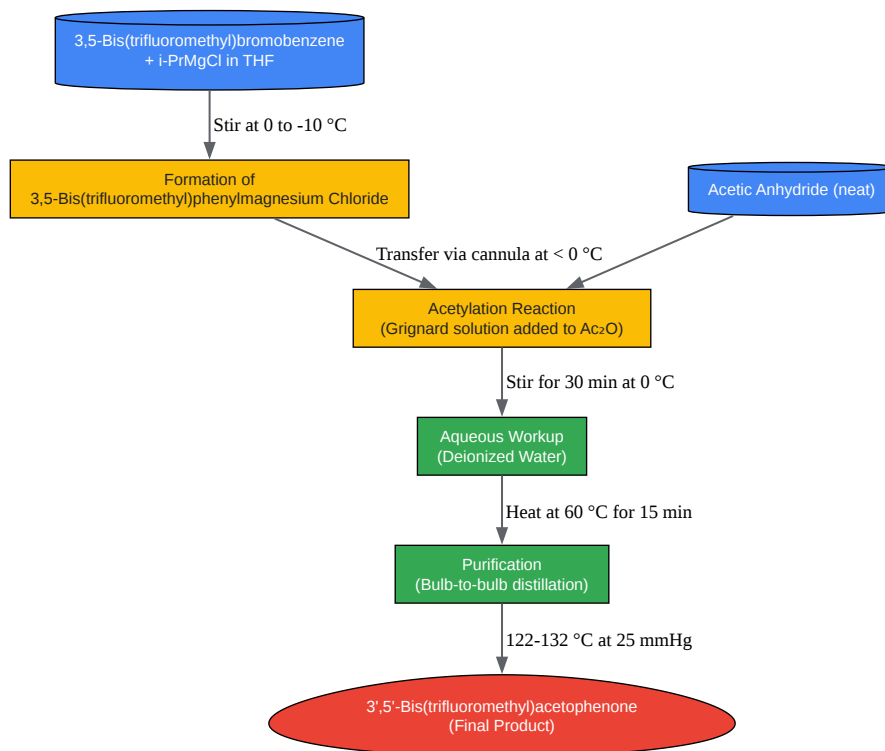 3,5-Bis(trifluoromethyl)bromobenzene
+ i-PrMgCl in THF
Stir at 0 to -10 °C
Formation of
3,5-Bis(trifluoromethyl)phenylmagnesium Chloride
Acetic Anhydride (neat)
Transfer via cannula at < 0 °C
Acetylation Reaction
(Grignard solution added to Ac₂O)
Stir for 30 min at 0 °C
Aqueous Workup
(Deionized Water)
Heat at 60 °C for 15 min
Purification
(Bulb-to-bulb distillation)
122-132 °C at 25 mmHg
3',5'-Bis(trifluoromethyl)acetophenone
(Final Product)